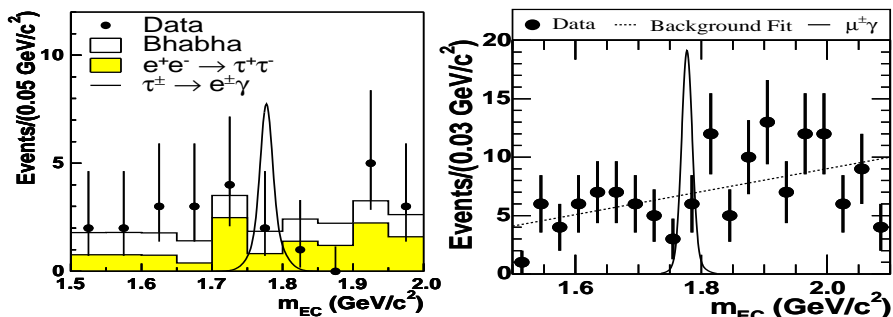 Events/(0.05 GeV/c²)
10
5
0
Data
Bhabha
e⁺e⁻ → τ⁺τ⁻
τ± → e±γ
1.5 1.6 1.7 1.8 1.9 2.0
m_EC (GeV/c²)
Data Background Fit μ±γ
Events/(0.03 GeV/c²)
20
15
10
5
0
1.6 1.8 2.0
m_EC (GeV/c²)